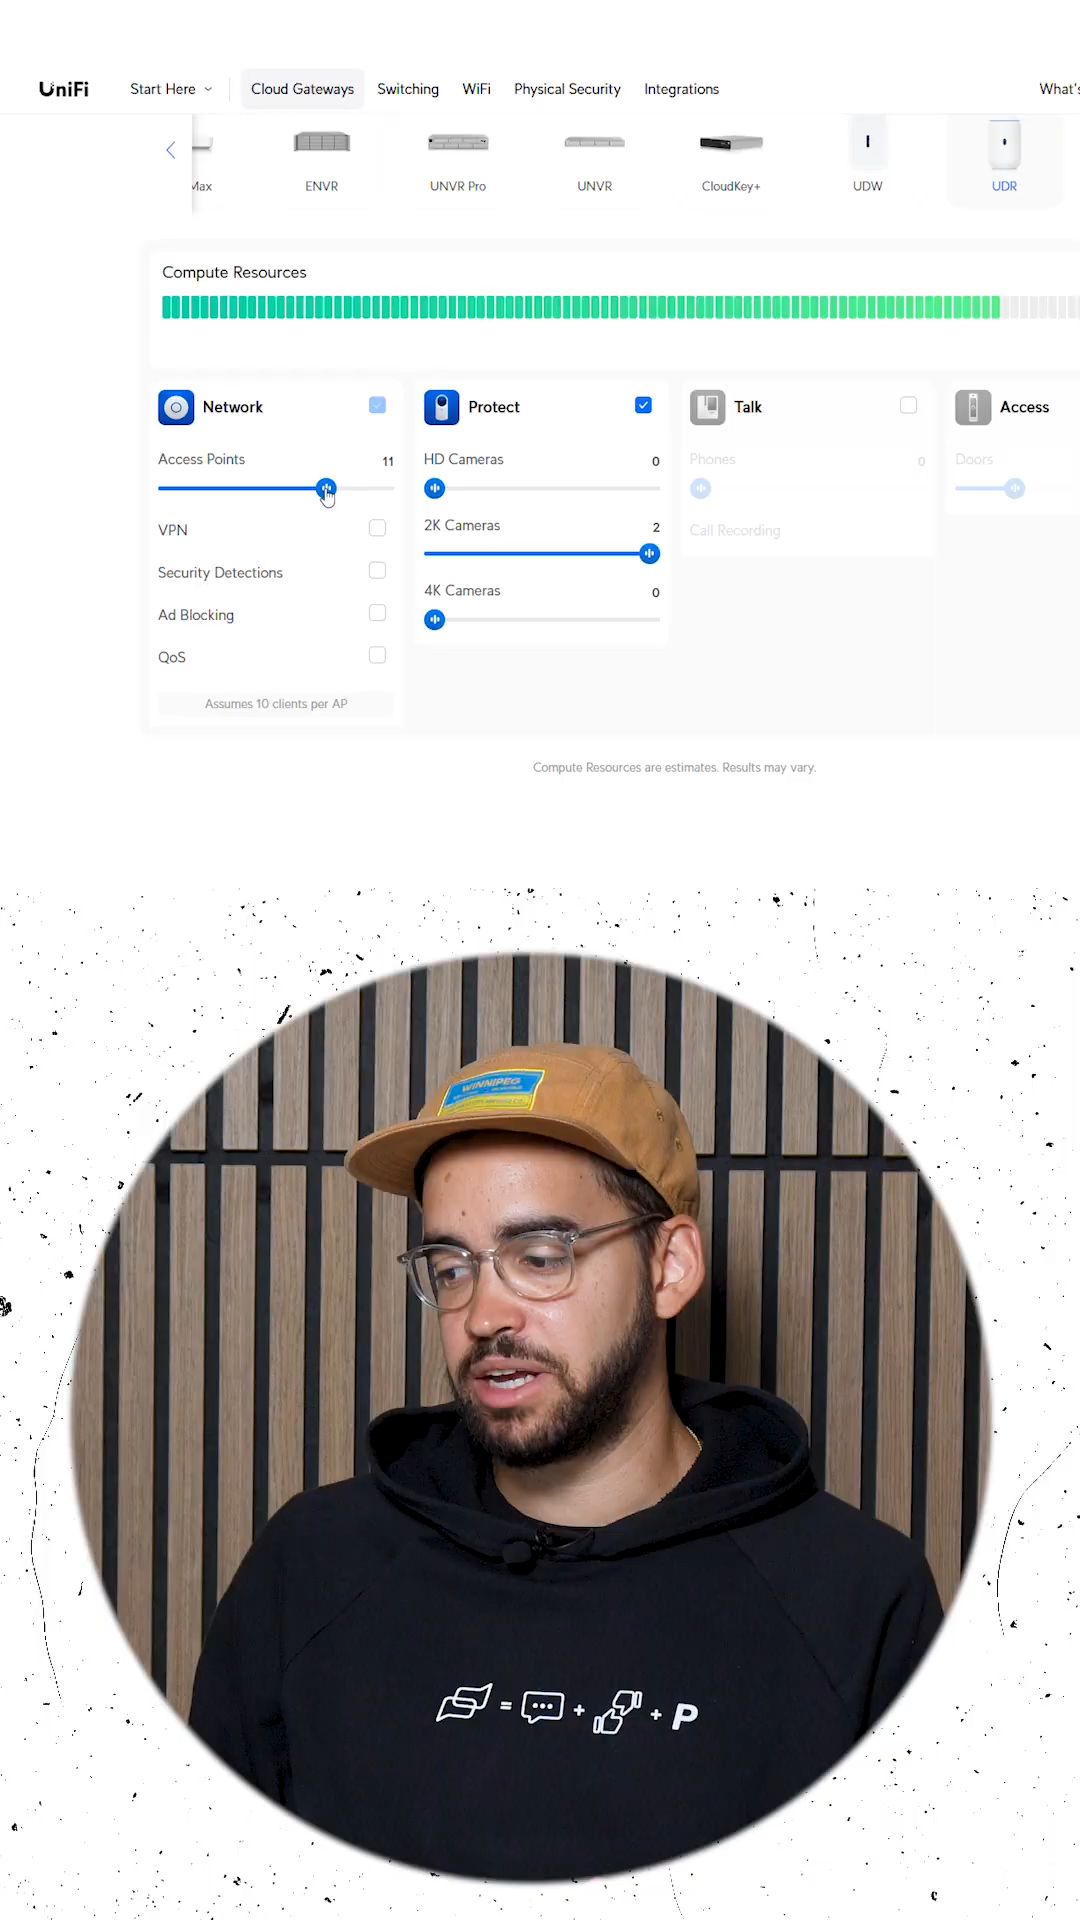 UniFi
Start Here
Cloud Gateways
Switching
WiFi
Physical Security
Integrations
What's
Max
ENVR
UNVR Pro
UNVR
CloudKey+
UDW
UDR
Compute Resources
Network
Access Points 11
VPN
Security Detections
Ad Blocking
QoS
Assumes 10 clients per AP
Protect
HD Cameras 0
2K Cameras 2
4K Cameras 0
Talk
Phones 0
Call Recording
Access
Doors
Compute Resources are estimates. Results may vary.
WINNIPEG
= + + P